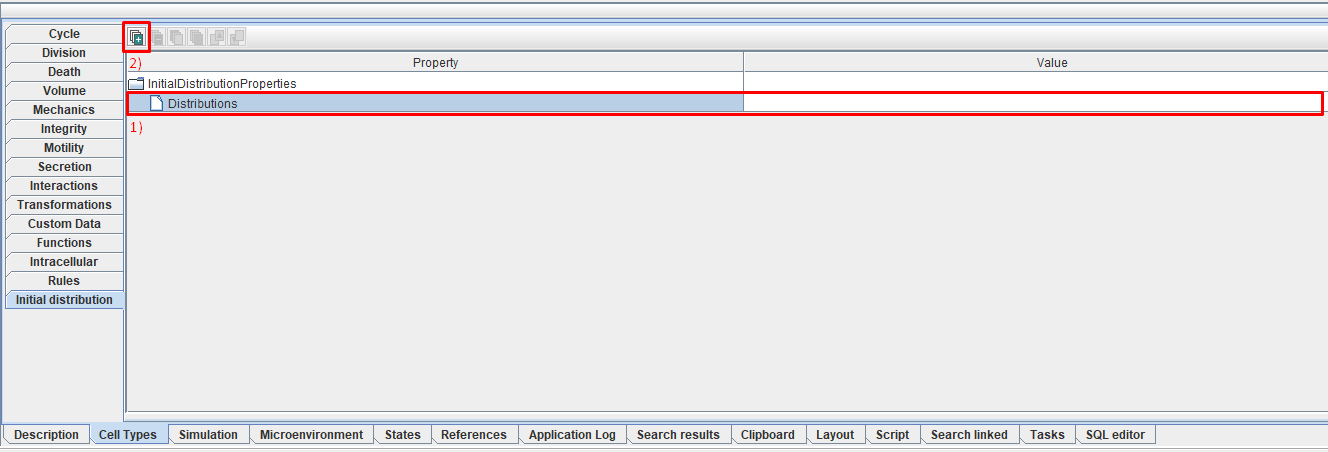 Cycle
Division
Death
Volume
Mechanics
Integrity
Motility
Secretion
Interactions
Transformations
Custom Data
Functions
Intracellular
Rules
Initial distribution
2)
Property
Value
InitialDistributionProperties
Distributions
1)
Description
Cell Types
Simulation
Microenvironment
States
References
Application Log
Search results
Clipboard
Layout
Script
Search linked
Tasks
SQL editor